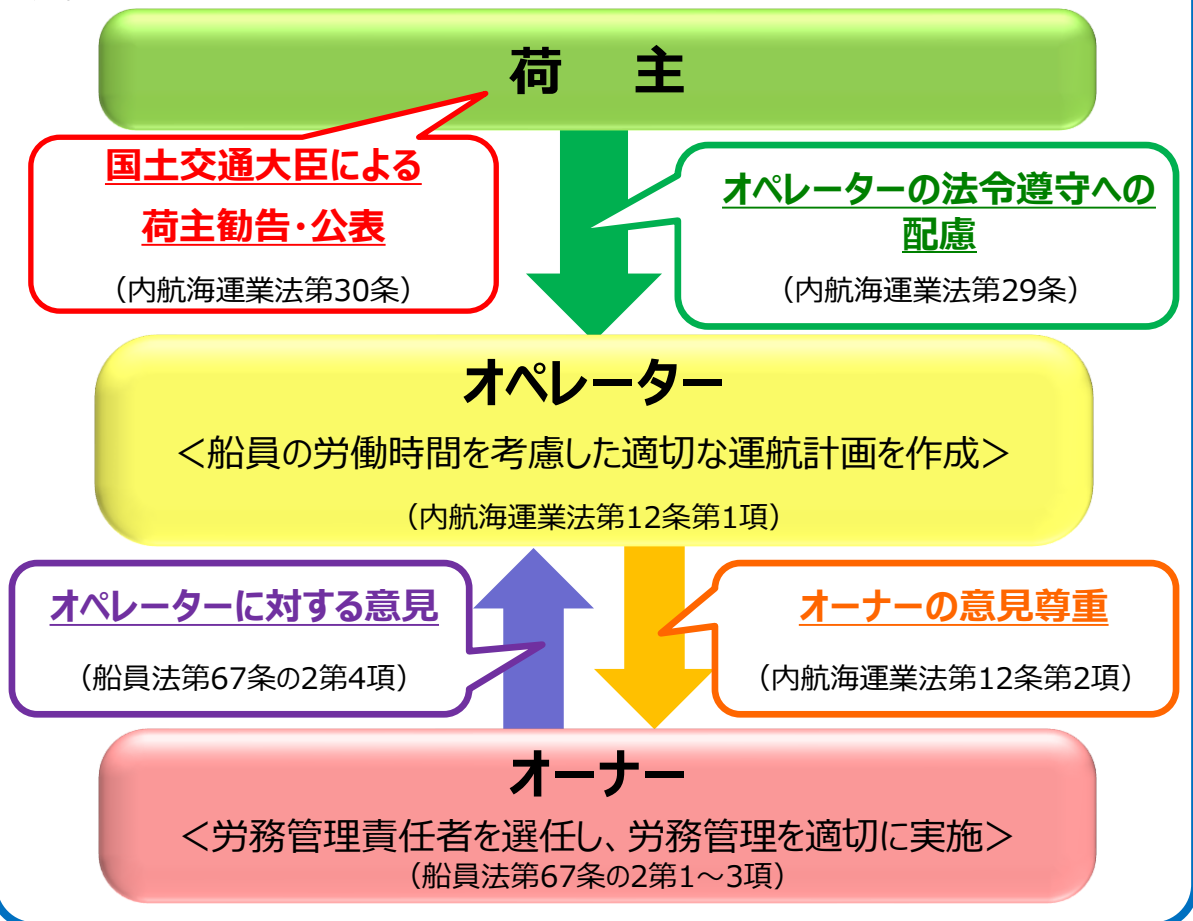 荷　主
国土交通大臣による
荷主勧告・公表
（内航海運業法第30条）
オペレーターの法令遵守への
配慮
（内航海運業法第29条）
オペレーター
＜船員の労働時間を考慮した適切な運航計画を作成＞
（内航海運業法第12条第1項）
オペレーターに対する意見
（船員法第67条の2第4項）
オーナーの意見尊重
（内航海運業法第12条第2項）
オーナー
＜労務管理責任者を選任し、労務管理を適切に実施＞
（船員法第67条の2第1～3項）